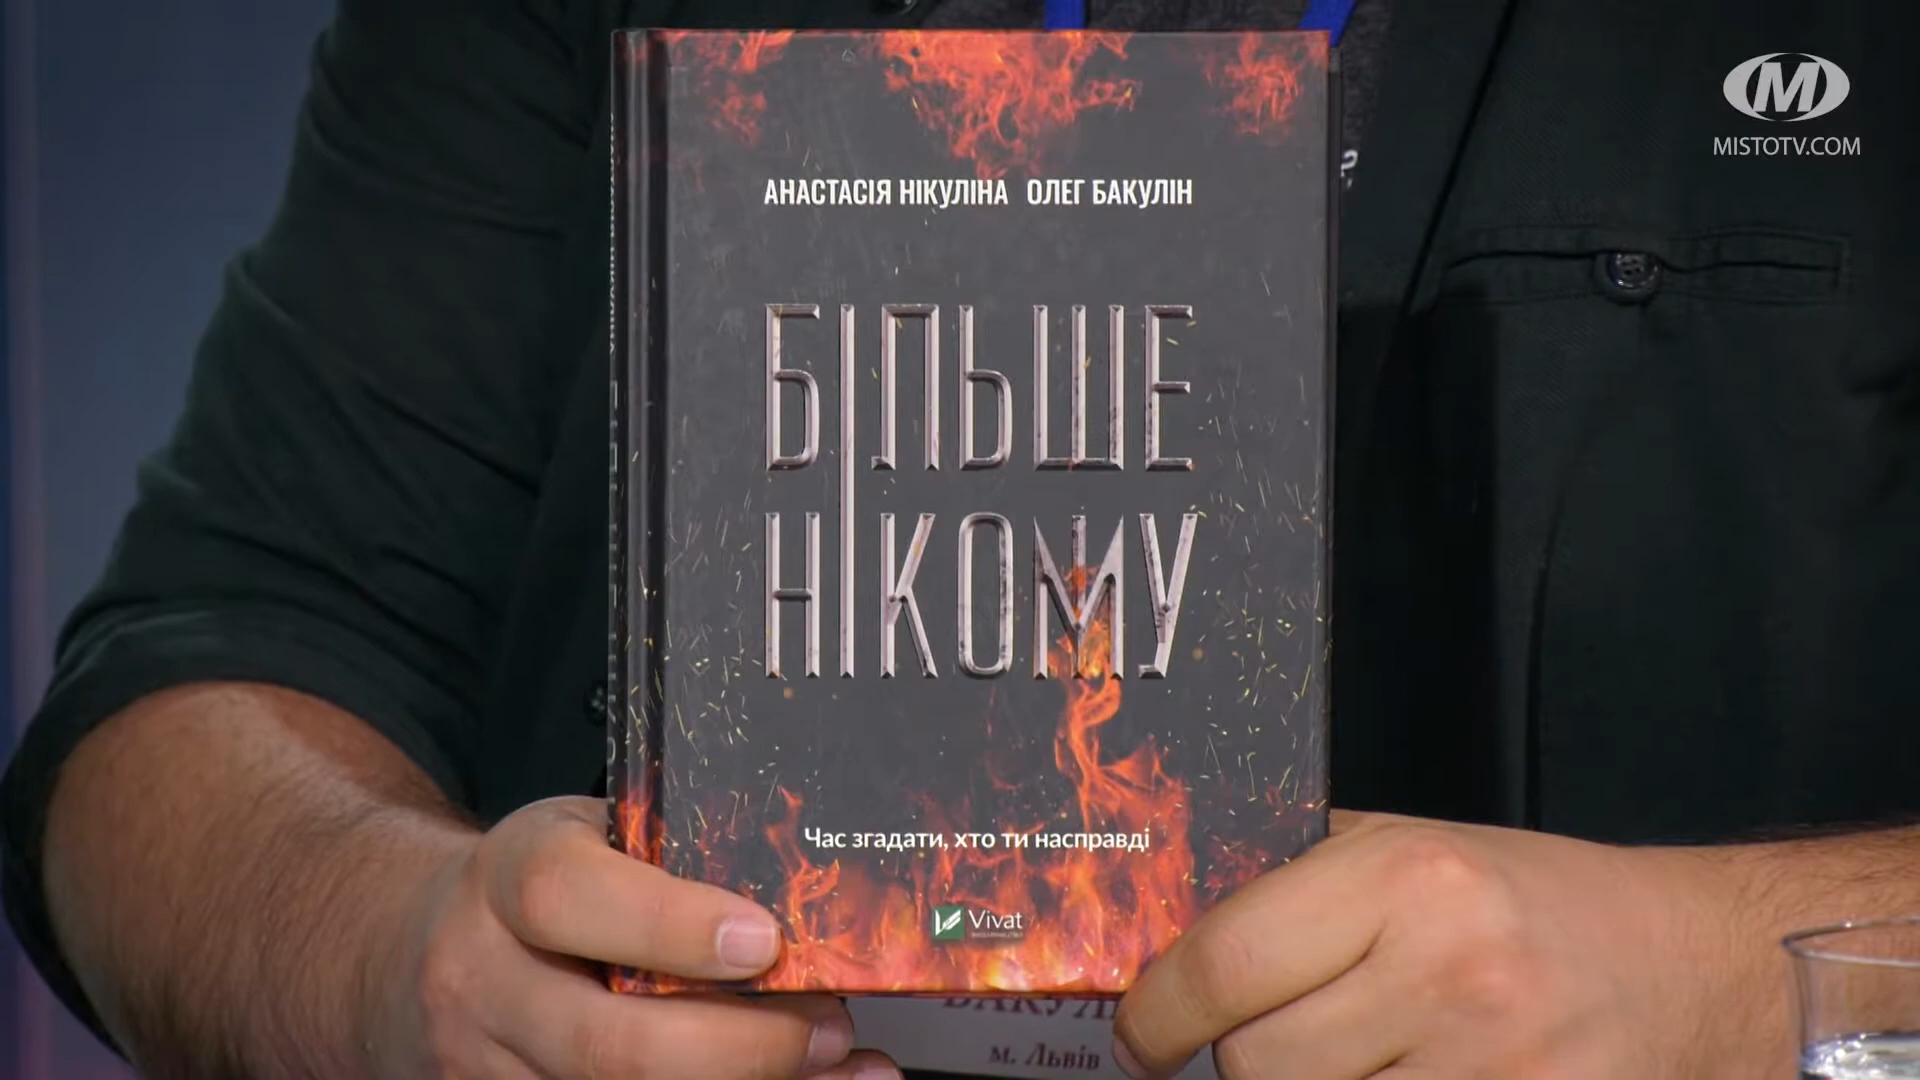 MISTOTV.COM
АНАСТАСІЯ НІКУЛІНА ОЛЕГ БАКУЛІН
БІЛЬШЕ
НІКОМУ
Час згадати, хто ти насправді
Vivat
м. Львів